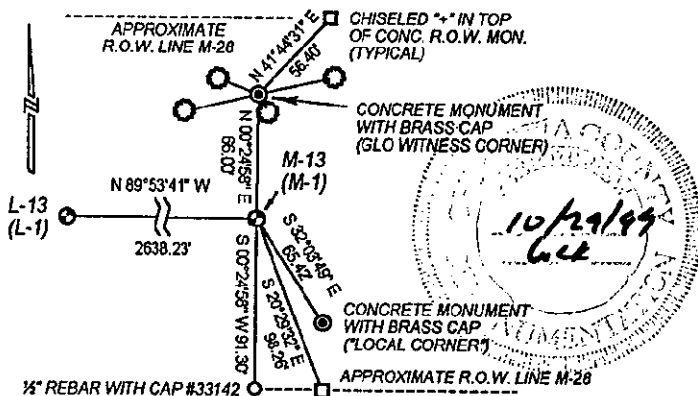 APPROXIMATE
R.O.W. LINE M-28
N 41°44'31" E
56.40'
CHISELED "+" IN TOP
OF CONC. R.O.W. MON.
(TYPICAL)
CONCRETE MONUMENT
WITH BRASS CAP
(GLO WITNESS CORNER)
N 00°24'58" E
66.00'
M-13
(M-1)
L-13
(L-1)
N 89°53'41" W
2638.23'
S 32°03'49" E
65.42'
S 20°29'32" E
98.26'
S 00°24'58" W 91.30'
CONCRETE MONUMENT
WITH BRASS CAP
("LOCAL CORNER")
½" REBAR WITH CAP #33142
APPROXIMATE R.O.W. LINE M-28
COUNTY
10/29/99